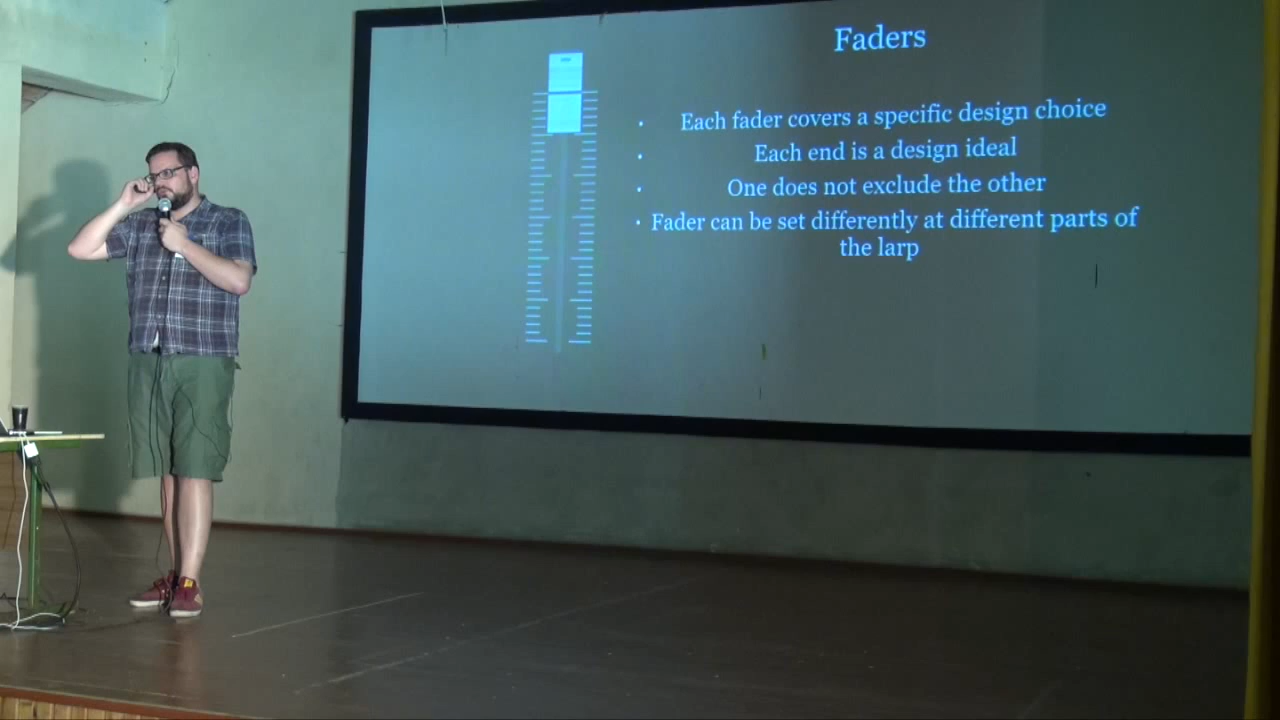 Faders
• Each fader covers a specific design choice
• Each end is a design ideal
• One does not exclude the other
• Fader can be set differently at different parts of
the larp